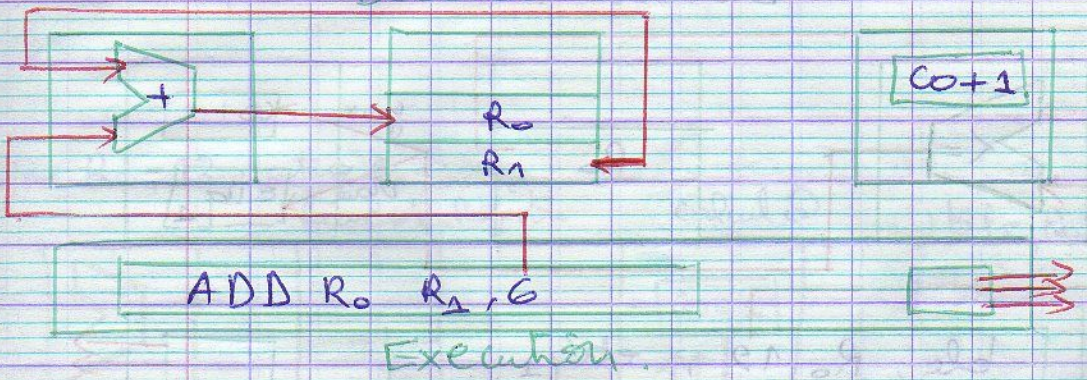 +
R₀
R₁
CO+1
ADD R₀ R₁,6
Execution.